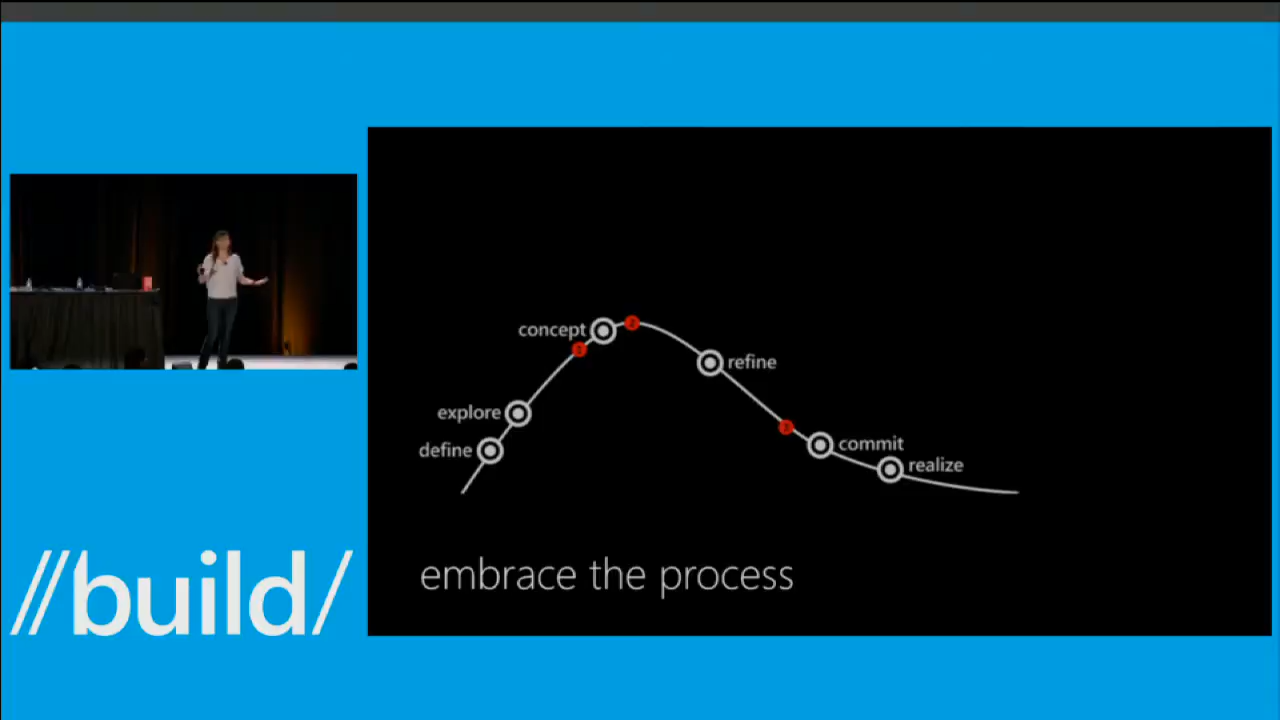 concept
refine
explore
define
commit
realize
embrace the process
//build/